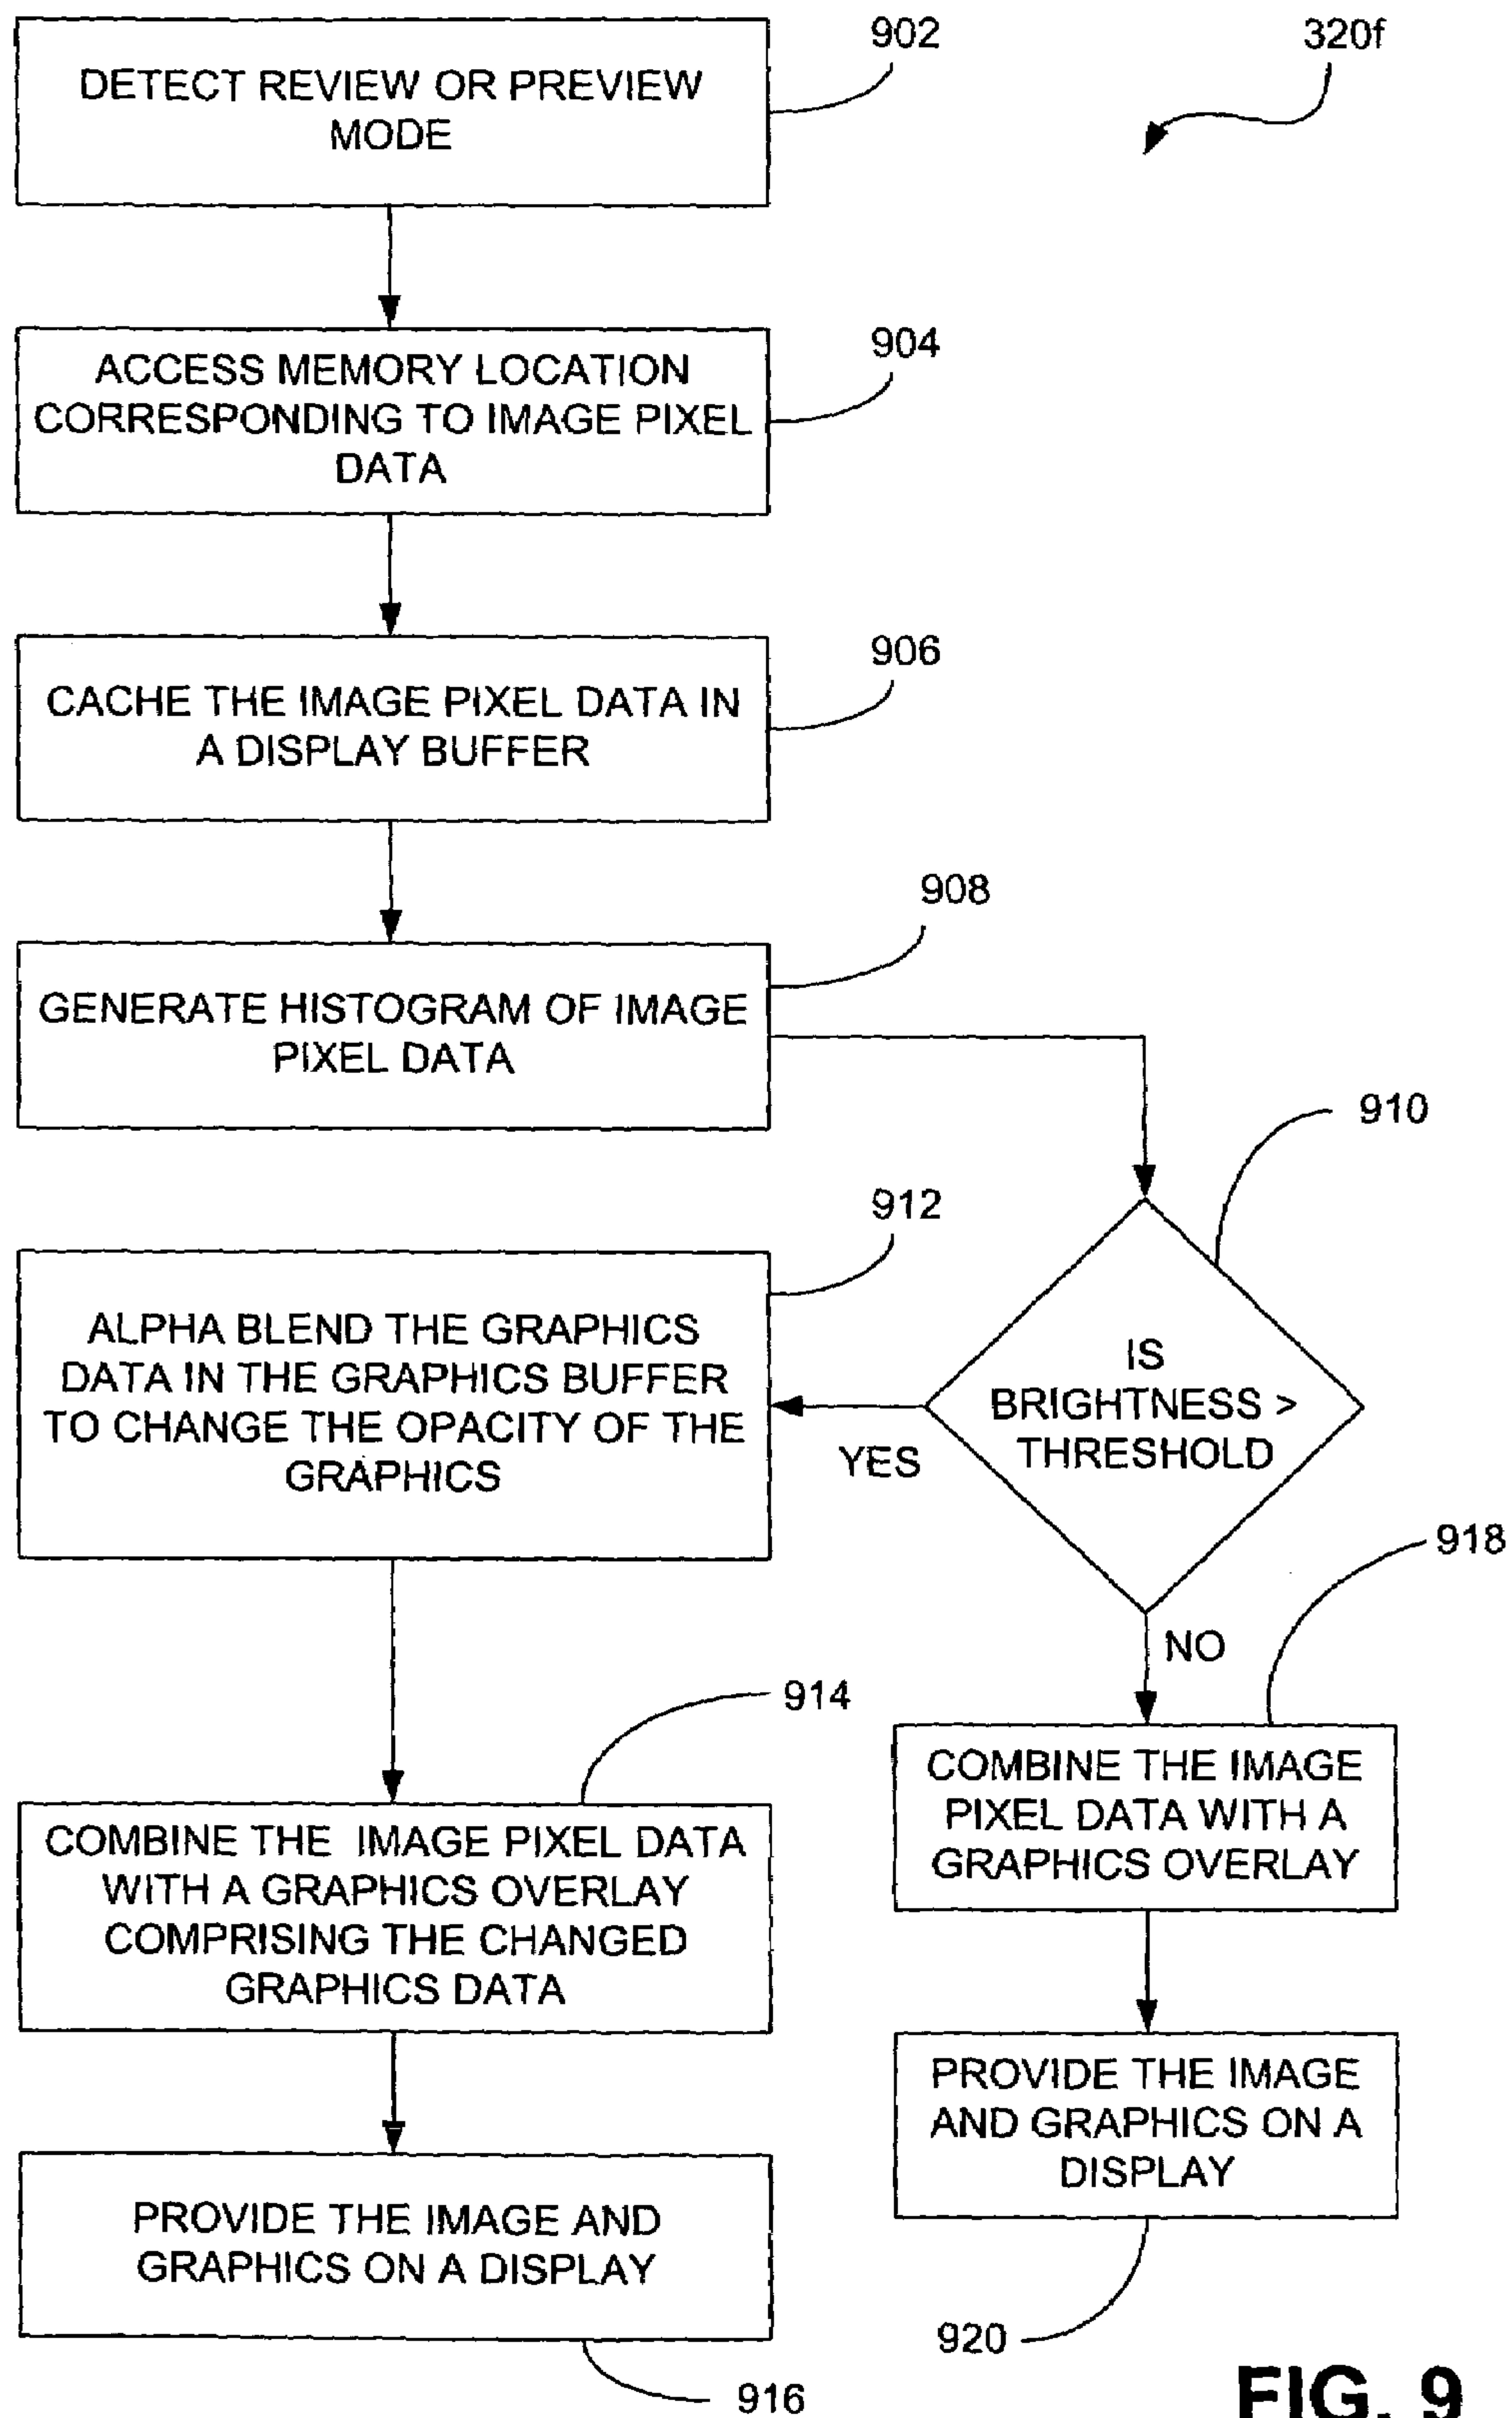 902
320f
DETECT REVIEW OR PREVIEW
MODE
904
ACCESS MEMORY LOCATION
CORRESPONDING TO IMAGE PIXEL
DATA
906
CACHE THE IMAGE PIXEL DATA IN
A DISPLAY BUFFER
908
GENERATE HISTOGRAM OF IMAGE
PIXEL DATA
910
IS
BRIGHTNESS >
THRESHOLD
YES
NO
912
ALPHA BLEND THE GRAPHICS
DATA IN THE GRAPHICS BUFFER
TO CHANGE THE OPACITY OF THE
GRAPHICS
914
COMBINE THE IMAGE PIXEL DATA
WITH A GRAPHICS OVERLAY
COMPRISING THE CHANGED
GRAPHICS DATA
PROVIDE THE IMAGE AND
GRAPHICS ON A DISPLAY
916
918
COMBINE THE IMAGE
PIXEL DATA WITH A
GRAPHICS OVERLAY
PROVIDE THE IMAGE
AND GRAPHICS ON A
DISPLAY
920
FIG. 9